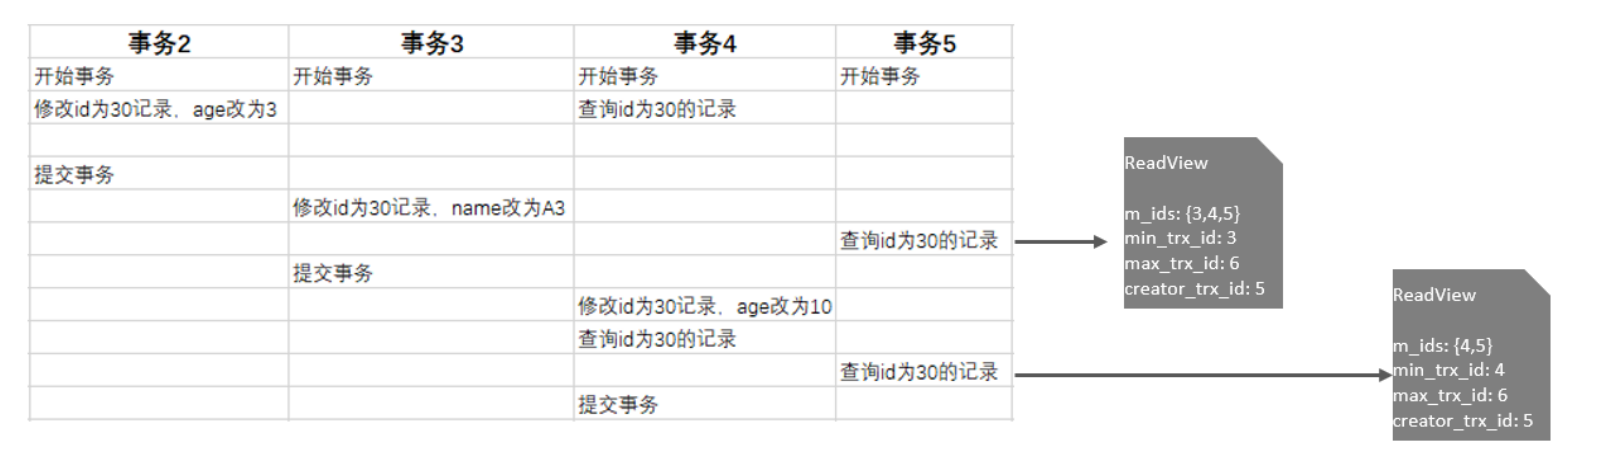 事务2 事务3 事务4 事务5
开始事务 开始事务 开始事务 开始事务
修改id为30记录，age改为3 查询id为30的记录
提交事务
修改id为30记录，name改为A3
查询id为30的记录
提交事务
修改id为30记录，age改为10
查询id为30的记录
查询id为30的记录
提交事务
ReadView
m_ids: {3,4,5}
min_trx_id: 3
max_trx_id: 6
creator_trx_id: 5
ReadView
m_ids: {4,5}
min_trx_id: 4
max_trx_id: 6
creator_trx_id: 5